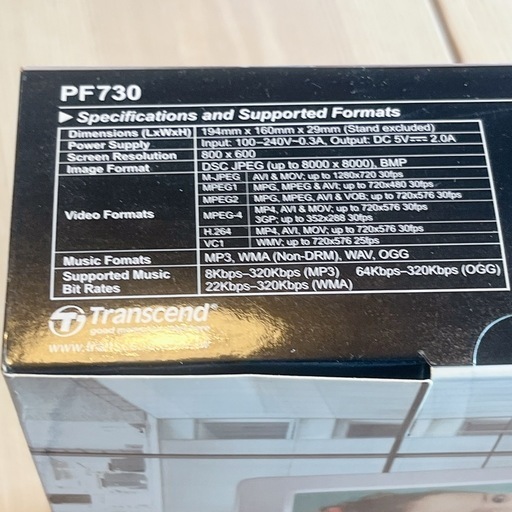 PF730
▶ Specifications and Supported Formats
Dimensions (LxWxH) 194mm x 160mm x 29mm (Stand excluded)
Power Supply Input: 100–240V~0.3A, Output: DC 5V⎓ 2.0A
Screen Resolution 800 x 600
Image Format DSC JPEG (up to 8000 x 8000), BMP
Video Formats
M-JPEG AVI & MOV; up to 1280x720 30fps
MPEG1 MPG, MPEG & AVI; up to 720x480 30fps
MPEG2 MPG, MPEG, AVI & VOB; up to 720x576 30fps
MPEG-4 MP4, AVI & MOV; up to 720x576 30fps
3GP; up to 352x288 30fps
H.264 MP4, AVI, MOV; up to 720x576 30fps
VC1 WMV; up to 720x576 25fps
Music Fomats MP3, WMA (Non-DRM), WAV, OGG
Supported Music Bit Rates
8Kbps–320Kbps (MP3) 64Kbps–320Kbps (OGG)
22Kbps–320Kbps (WMA)
Transcend®
good